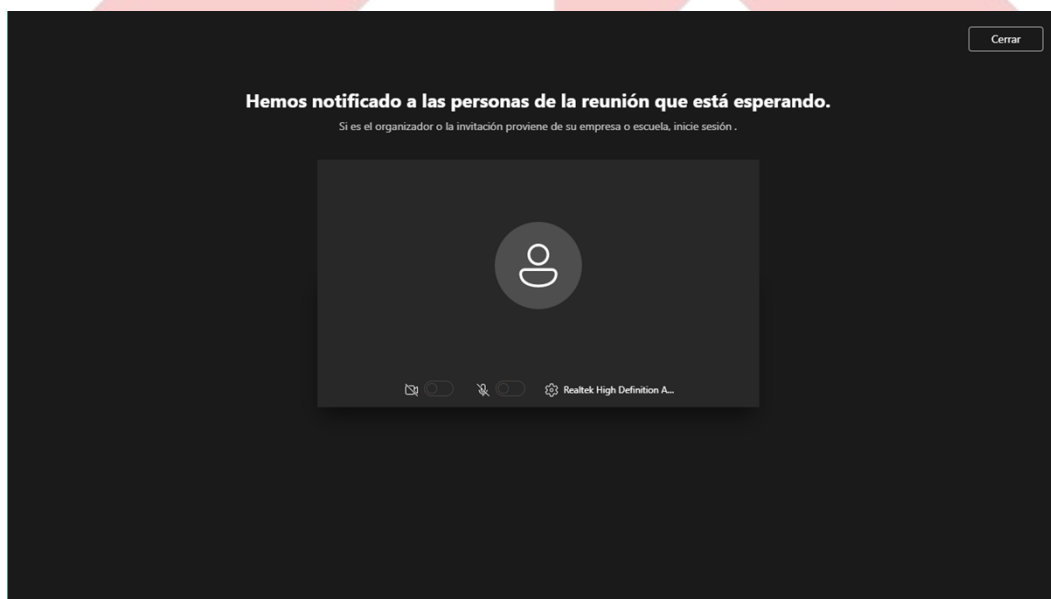 Cerrar
Hemos notificado a las personas de la reunión que está esperando.
Si es el organizador o la invitación proviene de su empresa o escuela, inicie sesión .
Realtek High Definition A...